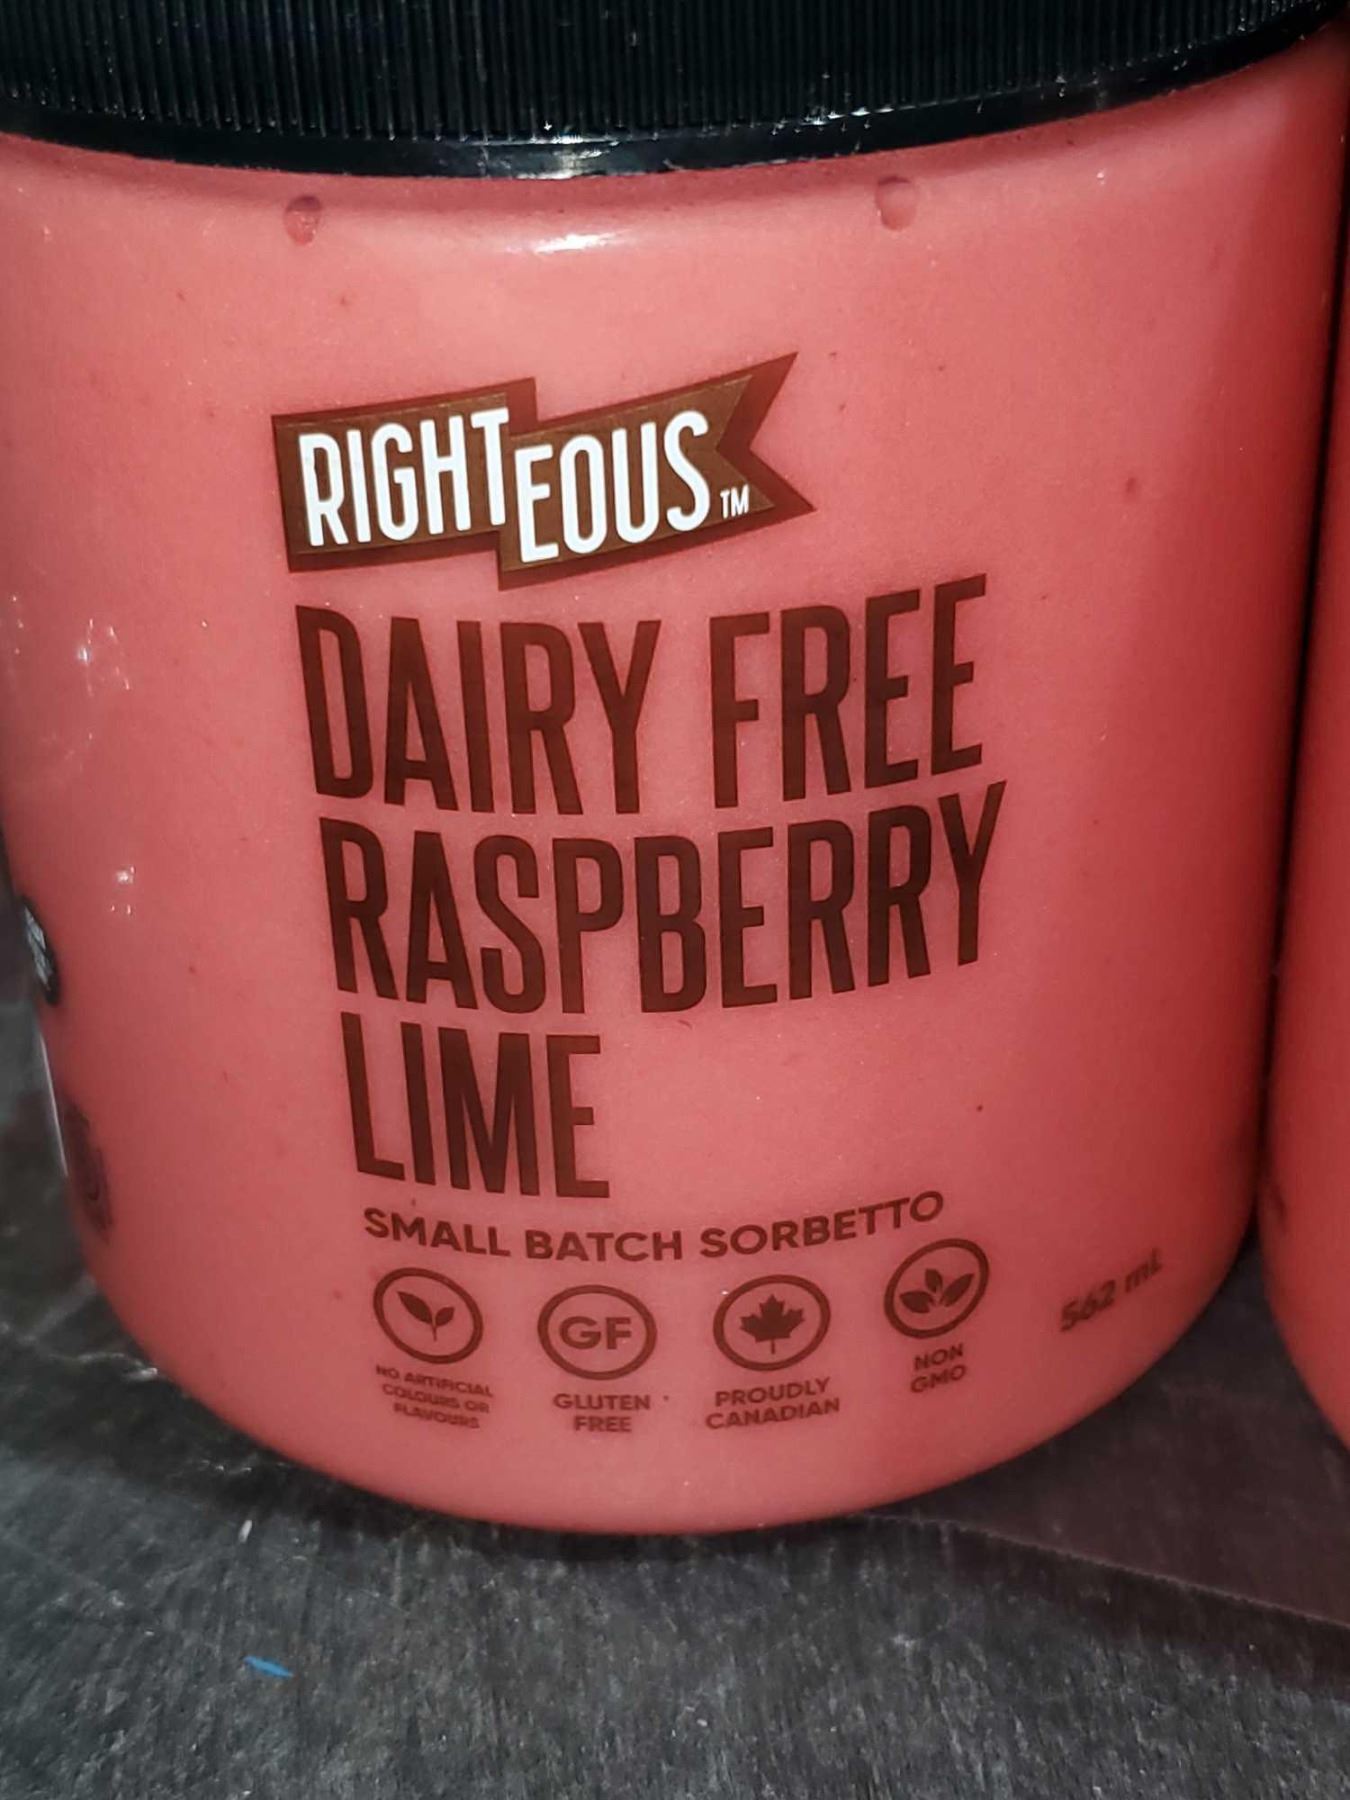 RIGHTEOUS™
DAIRY FREE
RASPBERRY
LIME
SMALL BATCH SORBETTO
GF
NO ARTIFICIAL
COLOURS OR
FLAVOURS
GLUTEN
FREE
PROUDLY
CANADIAN
NON
GMO
562 mL